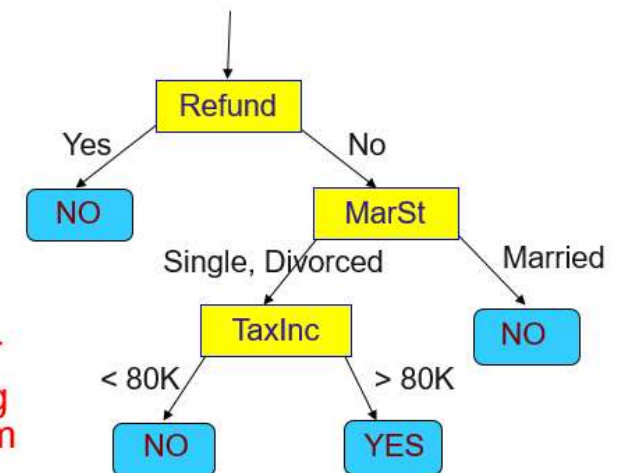 Refund
Yes
No
NO
MarSt
Single, Divorced
Married
TaxInc
NO
< 80K
> 80K
NO
YES